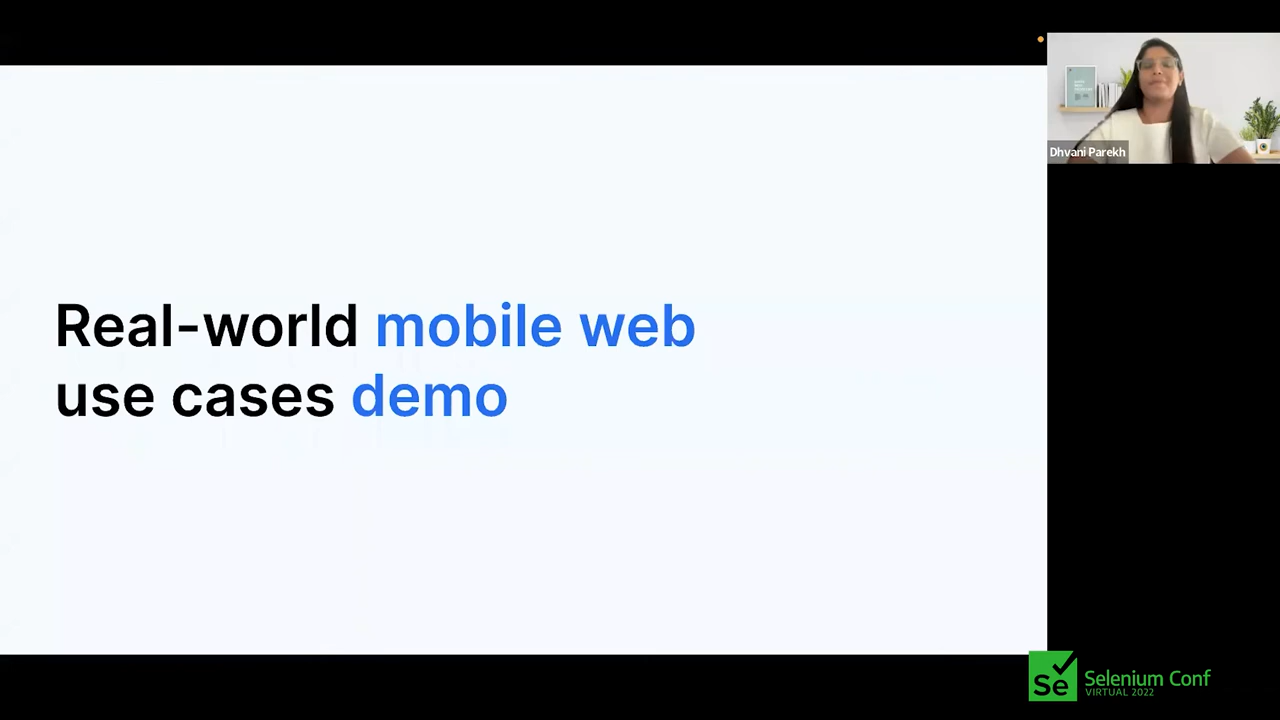 Real-world mobile web
use cases demo
Dhvani Parekh
Se
Selenium Conf
VIRTUAL 2022